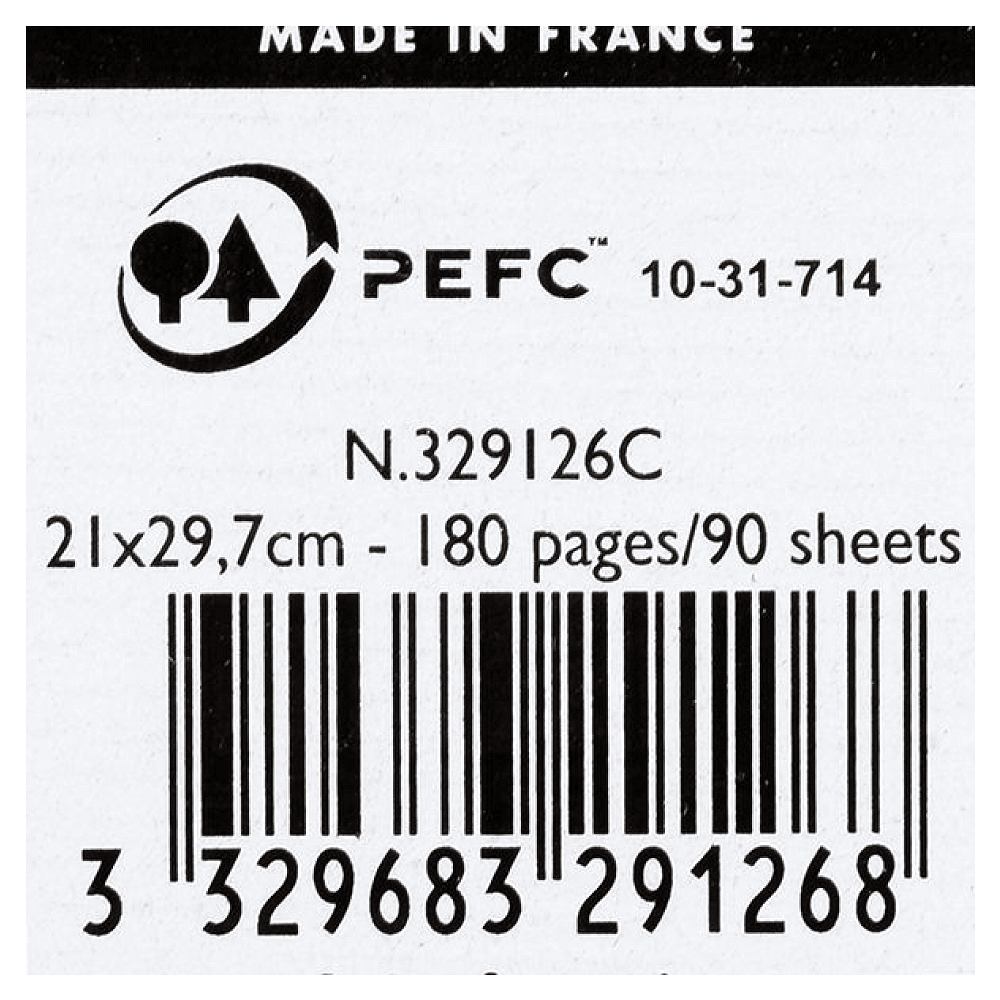 MADE IN FRANCE
PEFC™ 10-31-714
N.329126C
21x29,7cm - 180 pages/90 sheets
3 329683 291268